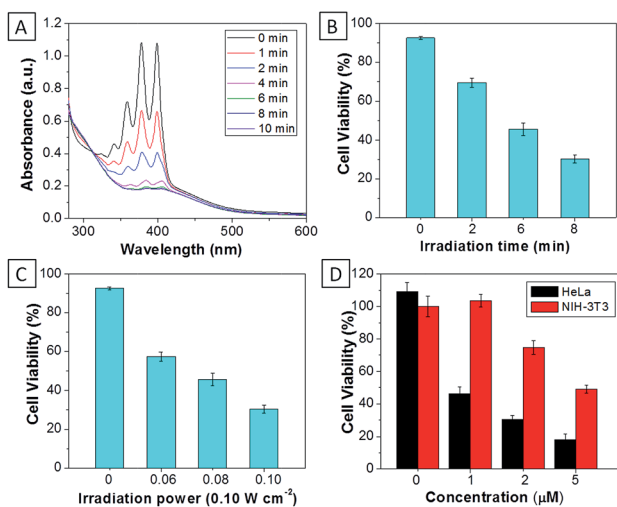 A
Absorbance (a.u.)
1.2
1.0
0.8
0.6
0.4
0.2
0.0
300
400
500
600
Wavelength (nm)
0 min
1 min
2 min
4 min
6 min
8 min
10 min
B
Cell Viability (%)
100
80
60
40
20
0
0
2
6
8
Irradiation time (min)
C
Cell Viability (%)
100
80
60
40
20
0
0
0.06
0.08
0.10
Irradiation power (0.10 W cm-2)
D
Cell Viability (%)
120
100
80
60
40
20
0
0
1
2
5
Concentration (μM)
HeLa
NIH-3T3